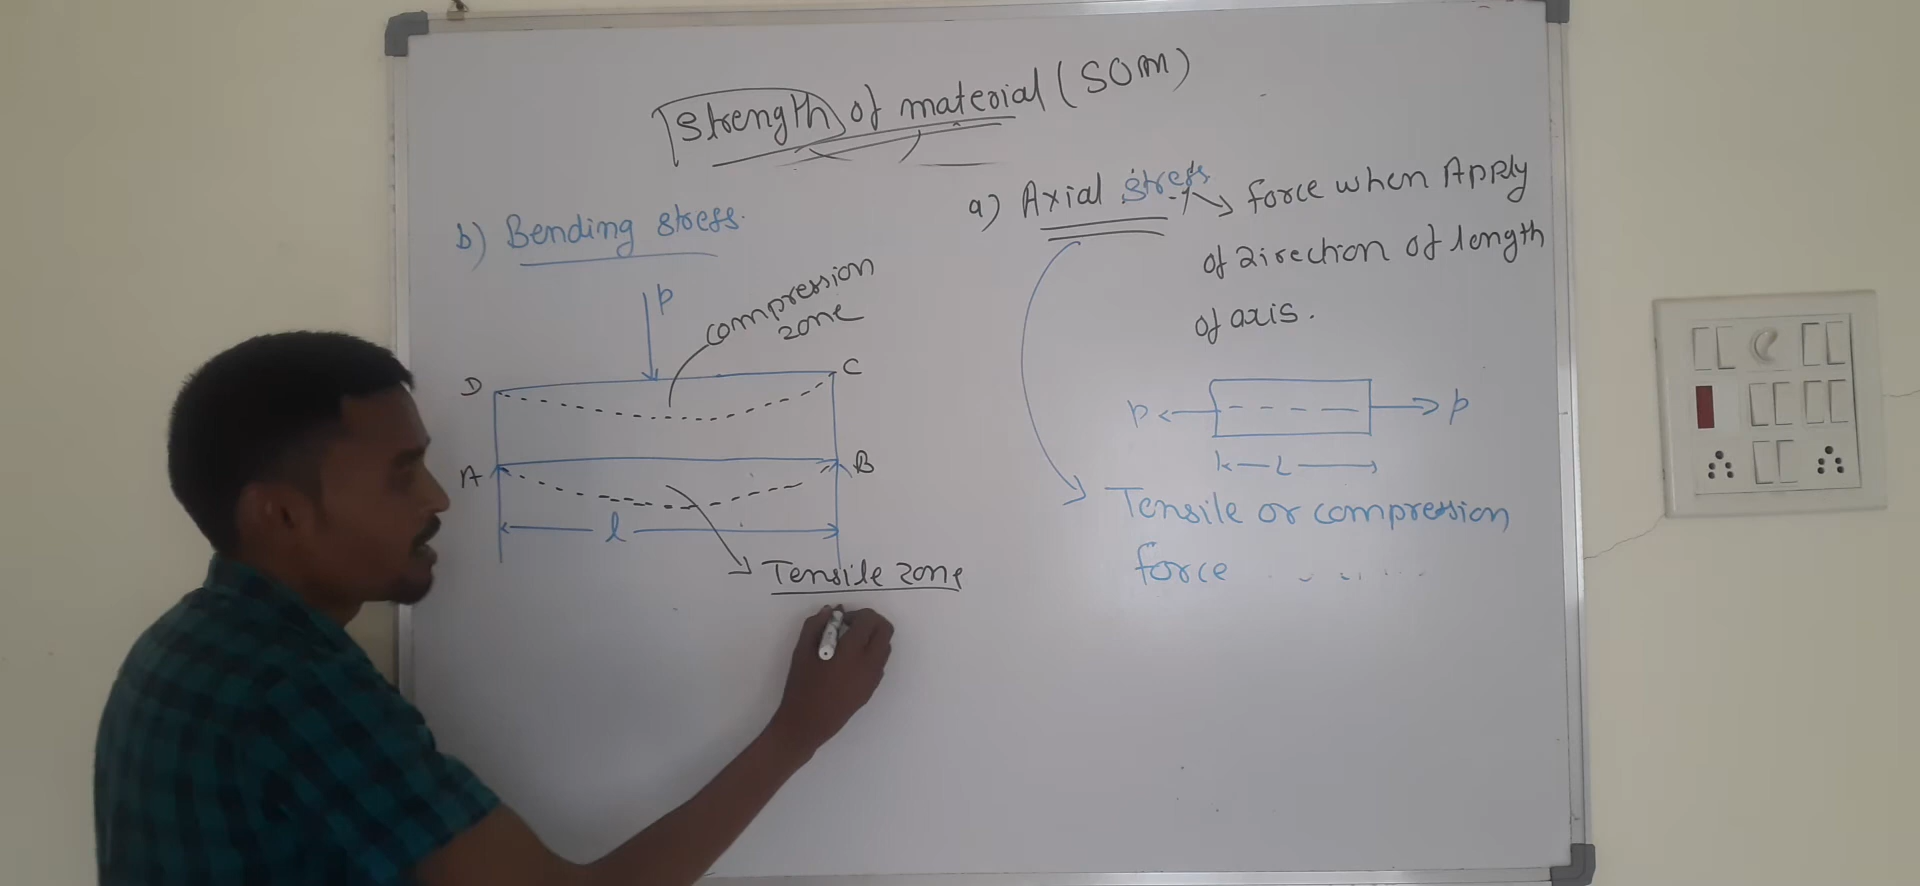 Strength of material (SOM)
a) Axial stress → force when Apply
of direction of length
of axis.
P ← → P
L
Tensile or compression
force
b) Bending stress.
P
compression
zone
D
C
A
B
l
Tensile zone